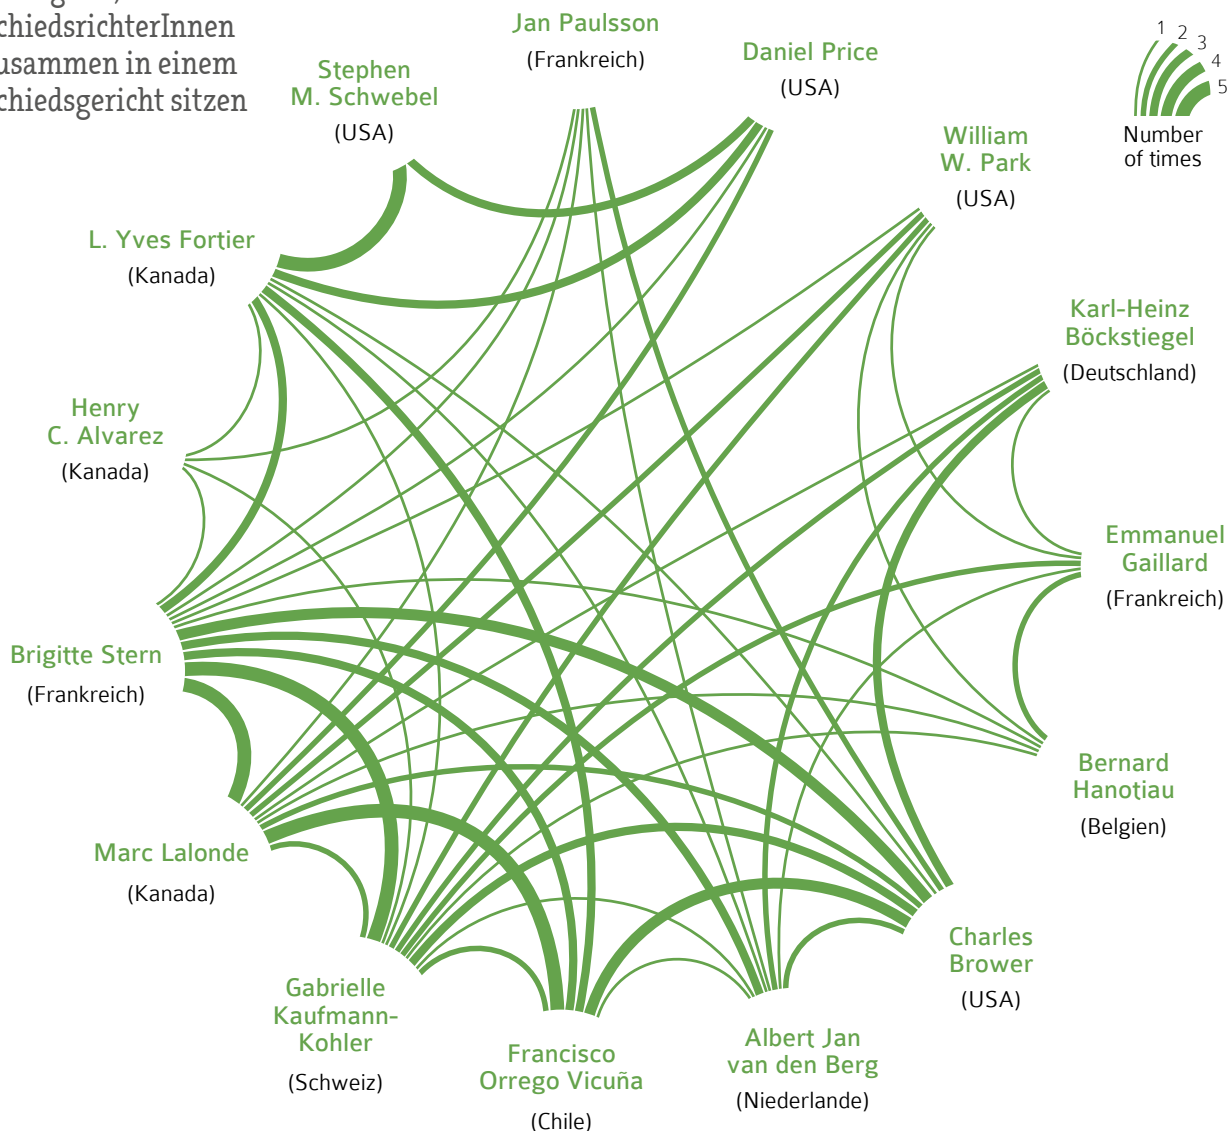 chiedsrichterInnen
usammen in einem
chiedsgericht sitzen
Jan Paulsson
(Frankreich)
Daniel Price
(USA)
Stephen
M. Schwebel
(USA)
1
2
3
4
5
Number
of times
William
W. Park
(USA)
L. Yves Fortier
(Kanada)
Karl-Heinz
Böckstiegel
(Deutschland)
Henry
C. Alvarez
(Kanada)
Emmanuel
Gaillard
(Frankreich)
Brigitte Stern
(Frankreich)
Bernard
Hanotiau
(Belgien)
Marc Lalonde
(Kanada)
Charles
Brower
(USA)
Gabrielle
Kaufmann-
Kohler
(Schweiz)
Francisco
Orrego Vicuña
(Chile)
Albert Jan
van den Berg
(Niederlande)